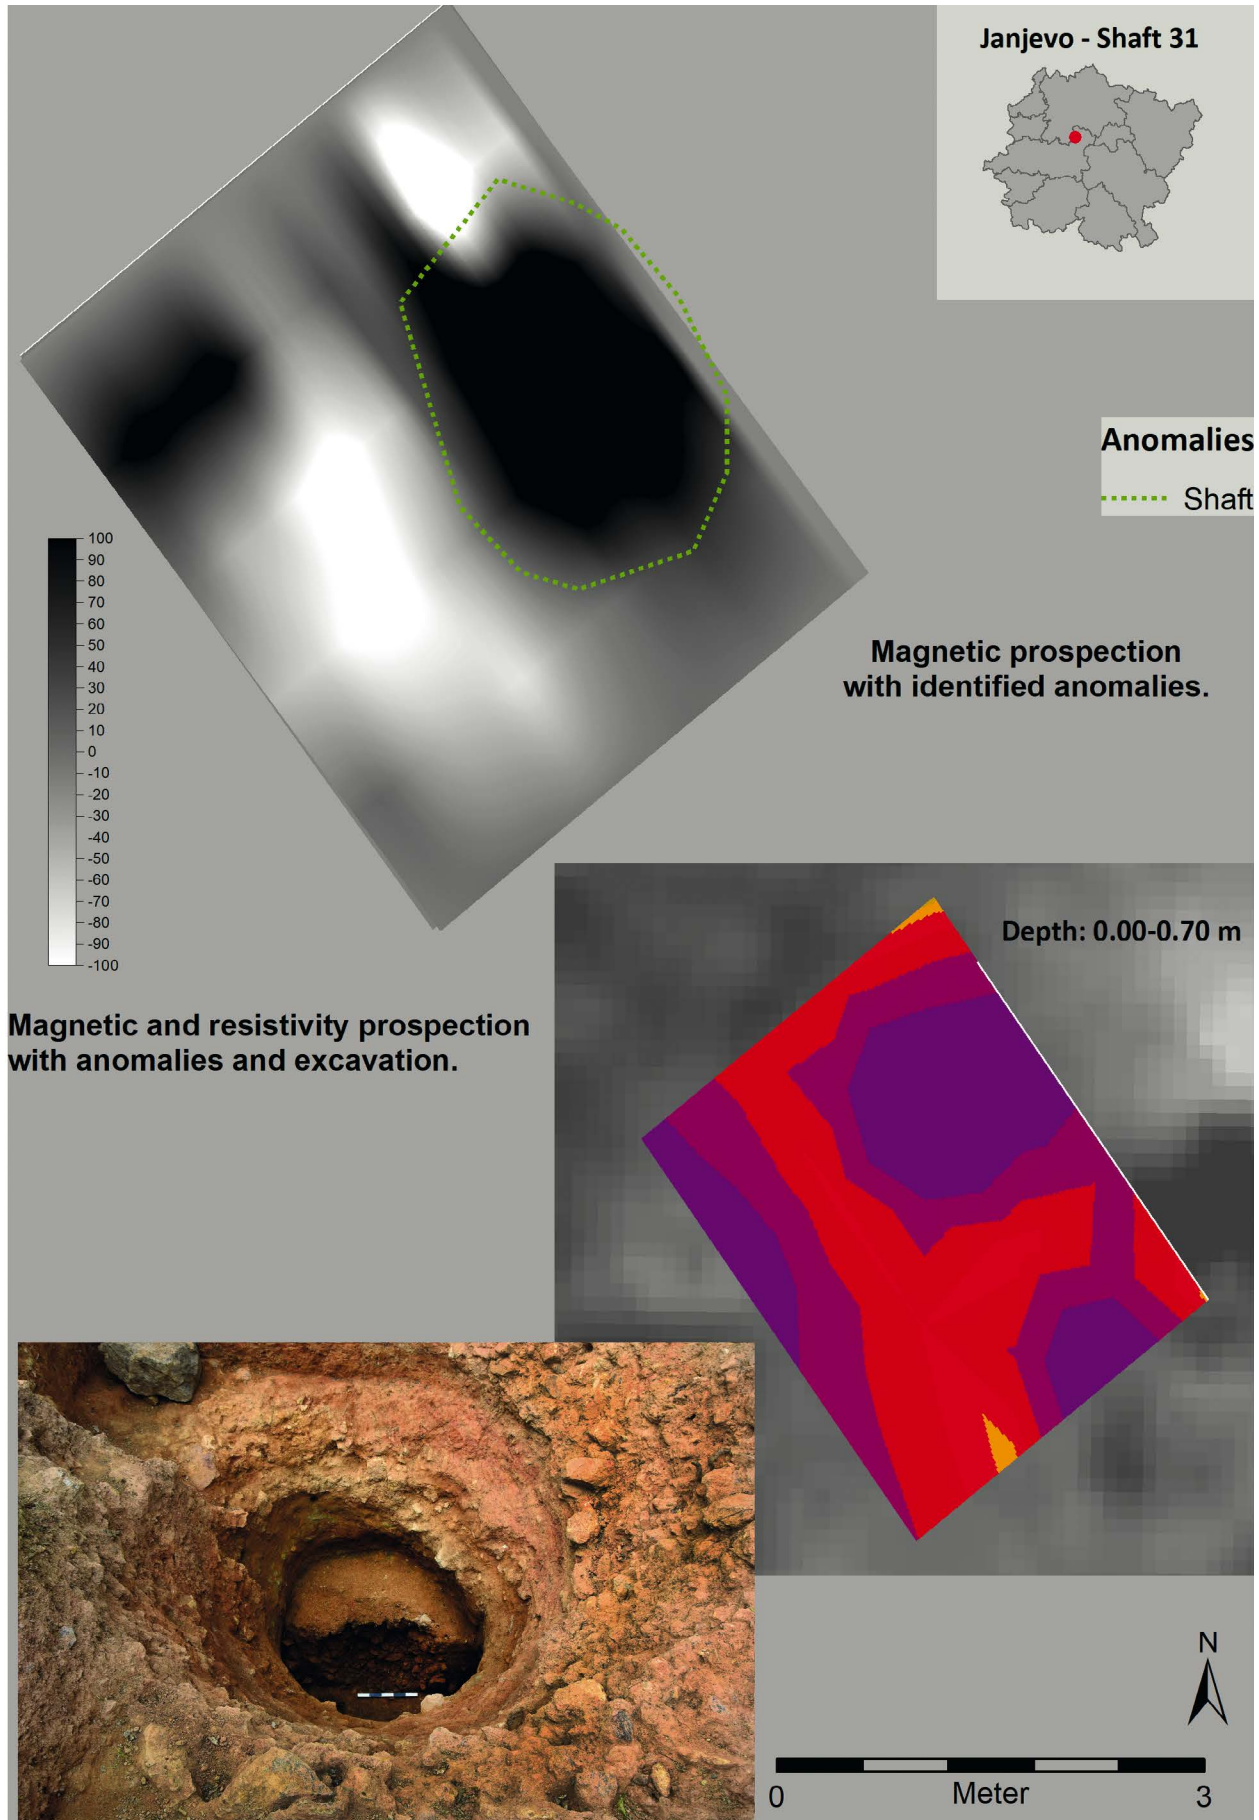 Janjevo - Shaft 31
Anomalies
Shaft
100
90
80
70
60
50
40
30
20
10
0
-10
-20
-30
-40
-50
-60
-70
-80
-90
-100
Magnetic prospection
with identified anomalies.
Depth: 0.00-0.70 m
Magnetic and resistivity prospection
with anomalies and excavation.
N
0 Meter 3